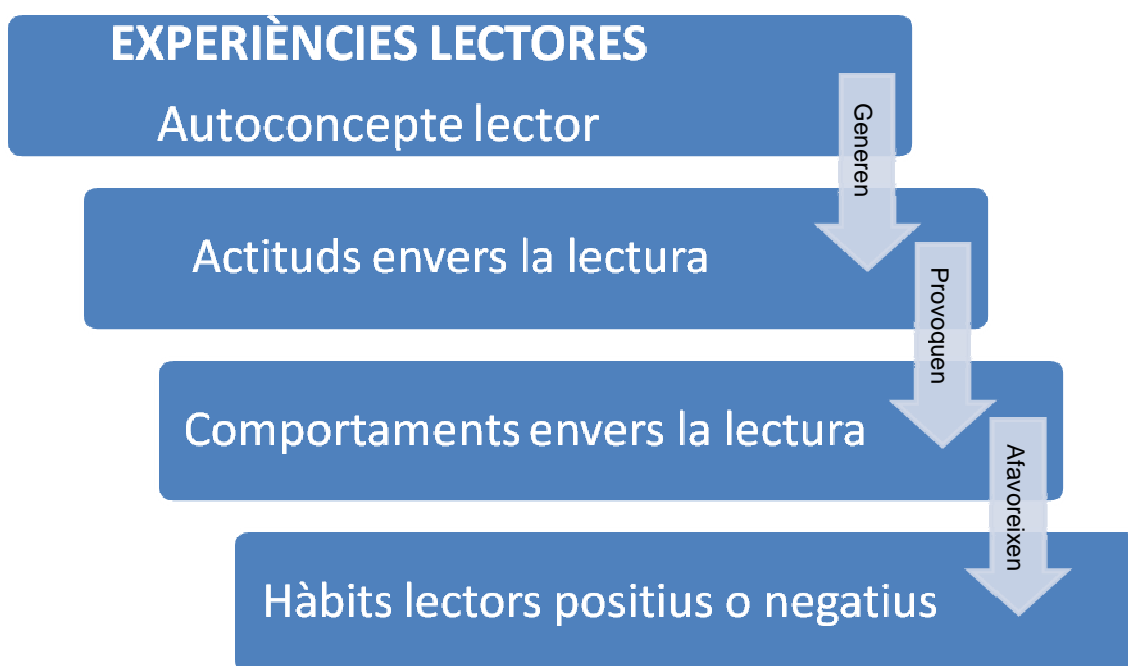 EXPERIÈNCIES LECTORES
Autoconcepte lector
Generen
Actituds envers la lectura
Provoquen
Comportaments envers la lectura
Afavoreixen
Hàbits lectors positius o negatius